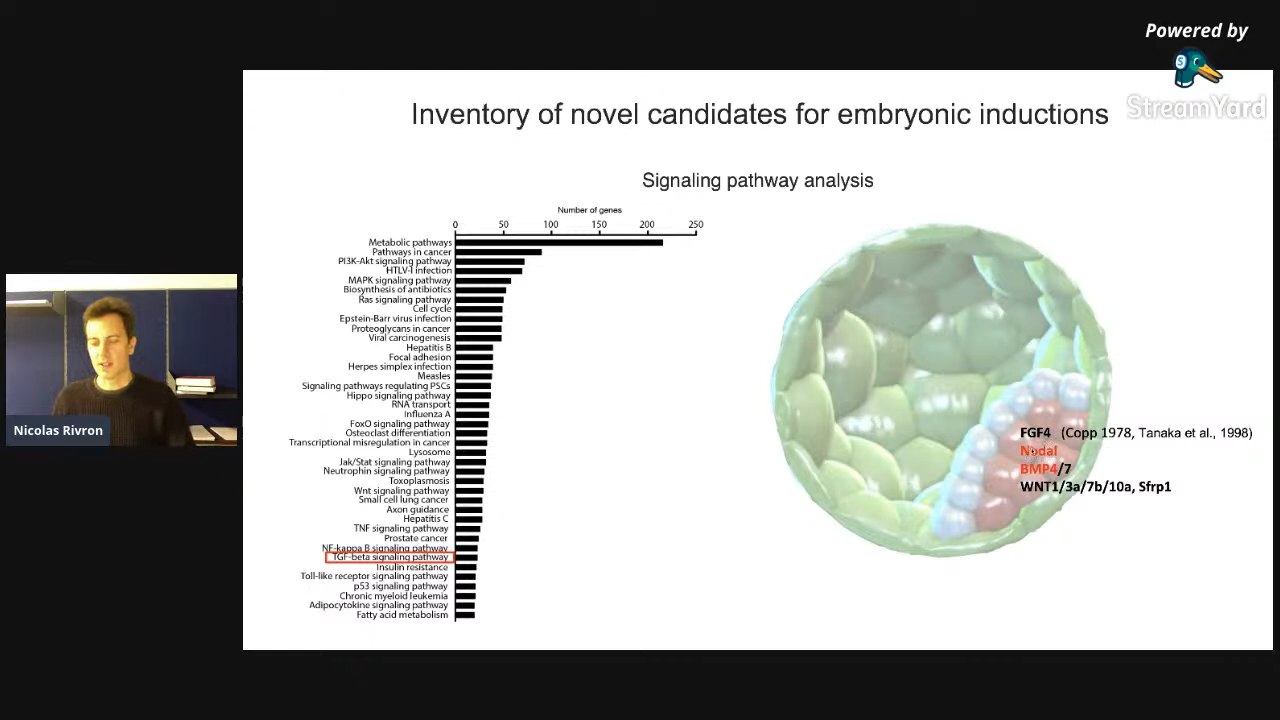 Powered by
StreamYard
Inventory of novel candidates for embryonic inductions
Signaling pathway analysis
Number of genes
0 50 100 150 200 250
Metabolic pathways
Pathways in cancer
PI3K-Akt signaling pathway
HTLV-I infection
MAPK signaling pathway
Biosynthesis of antibiotics
Ras signaling pathway
Cell cycle
Epstein-Barr virus infection
Proteoglycans in cancer
Viral carcinogenesis
Hepatitis B
Focal adhesion
Herpes simplex infection
Measles
Signaling pathways regulating PSCs
Hippo signaling pathway
RNA transport
Influenza A
FoxO signaling pathway
Osteoclast differentiation
Transcriptional misregulation in cancer
Lysosome
Jak/Stat signaling pathway
Neutrophin signaling pathway
Toxoplasmosis
Wnt signaling pathway
Small cell lung cancer
Axon guidance
Hepatitis C
TNF signaling pathway
Prostate cancer
NF-kappa B signaling pathway
TGF-beta signaling pathway
Insulin resistance
Toll-like receptor signaling pathway
p53 signaling pathway
Chronic myeloid leukemia
Adipocytokine signaling pathway
Fatty acid metabolism
FGF4 (Copp 1978, Tanaka et al., 1998)
Nodal
BMP4/7
WNT1/3a/7b/10a, Sfrp1
Nicolas Rivron